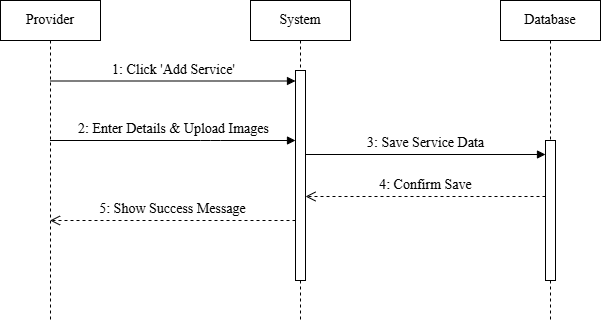 Provider
System
Database
1: Click 'Add Service'
2: Enter Details & Upload Images
3: Save Service Data
4: Confirm Save
5: Show Success Message